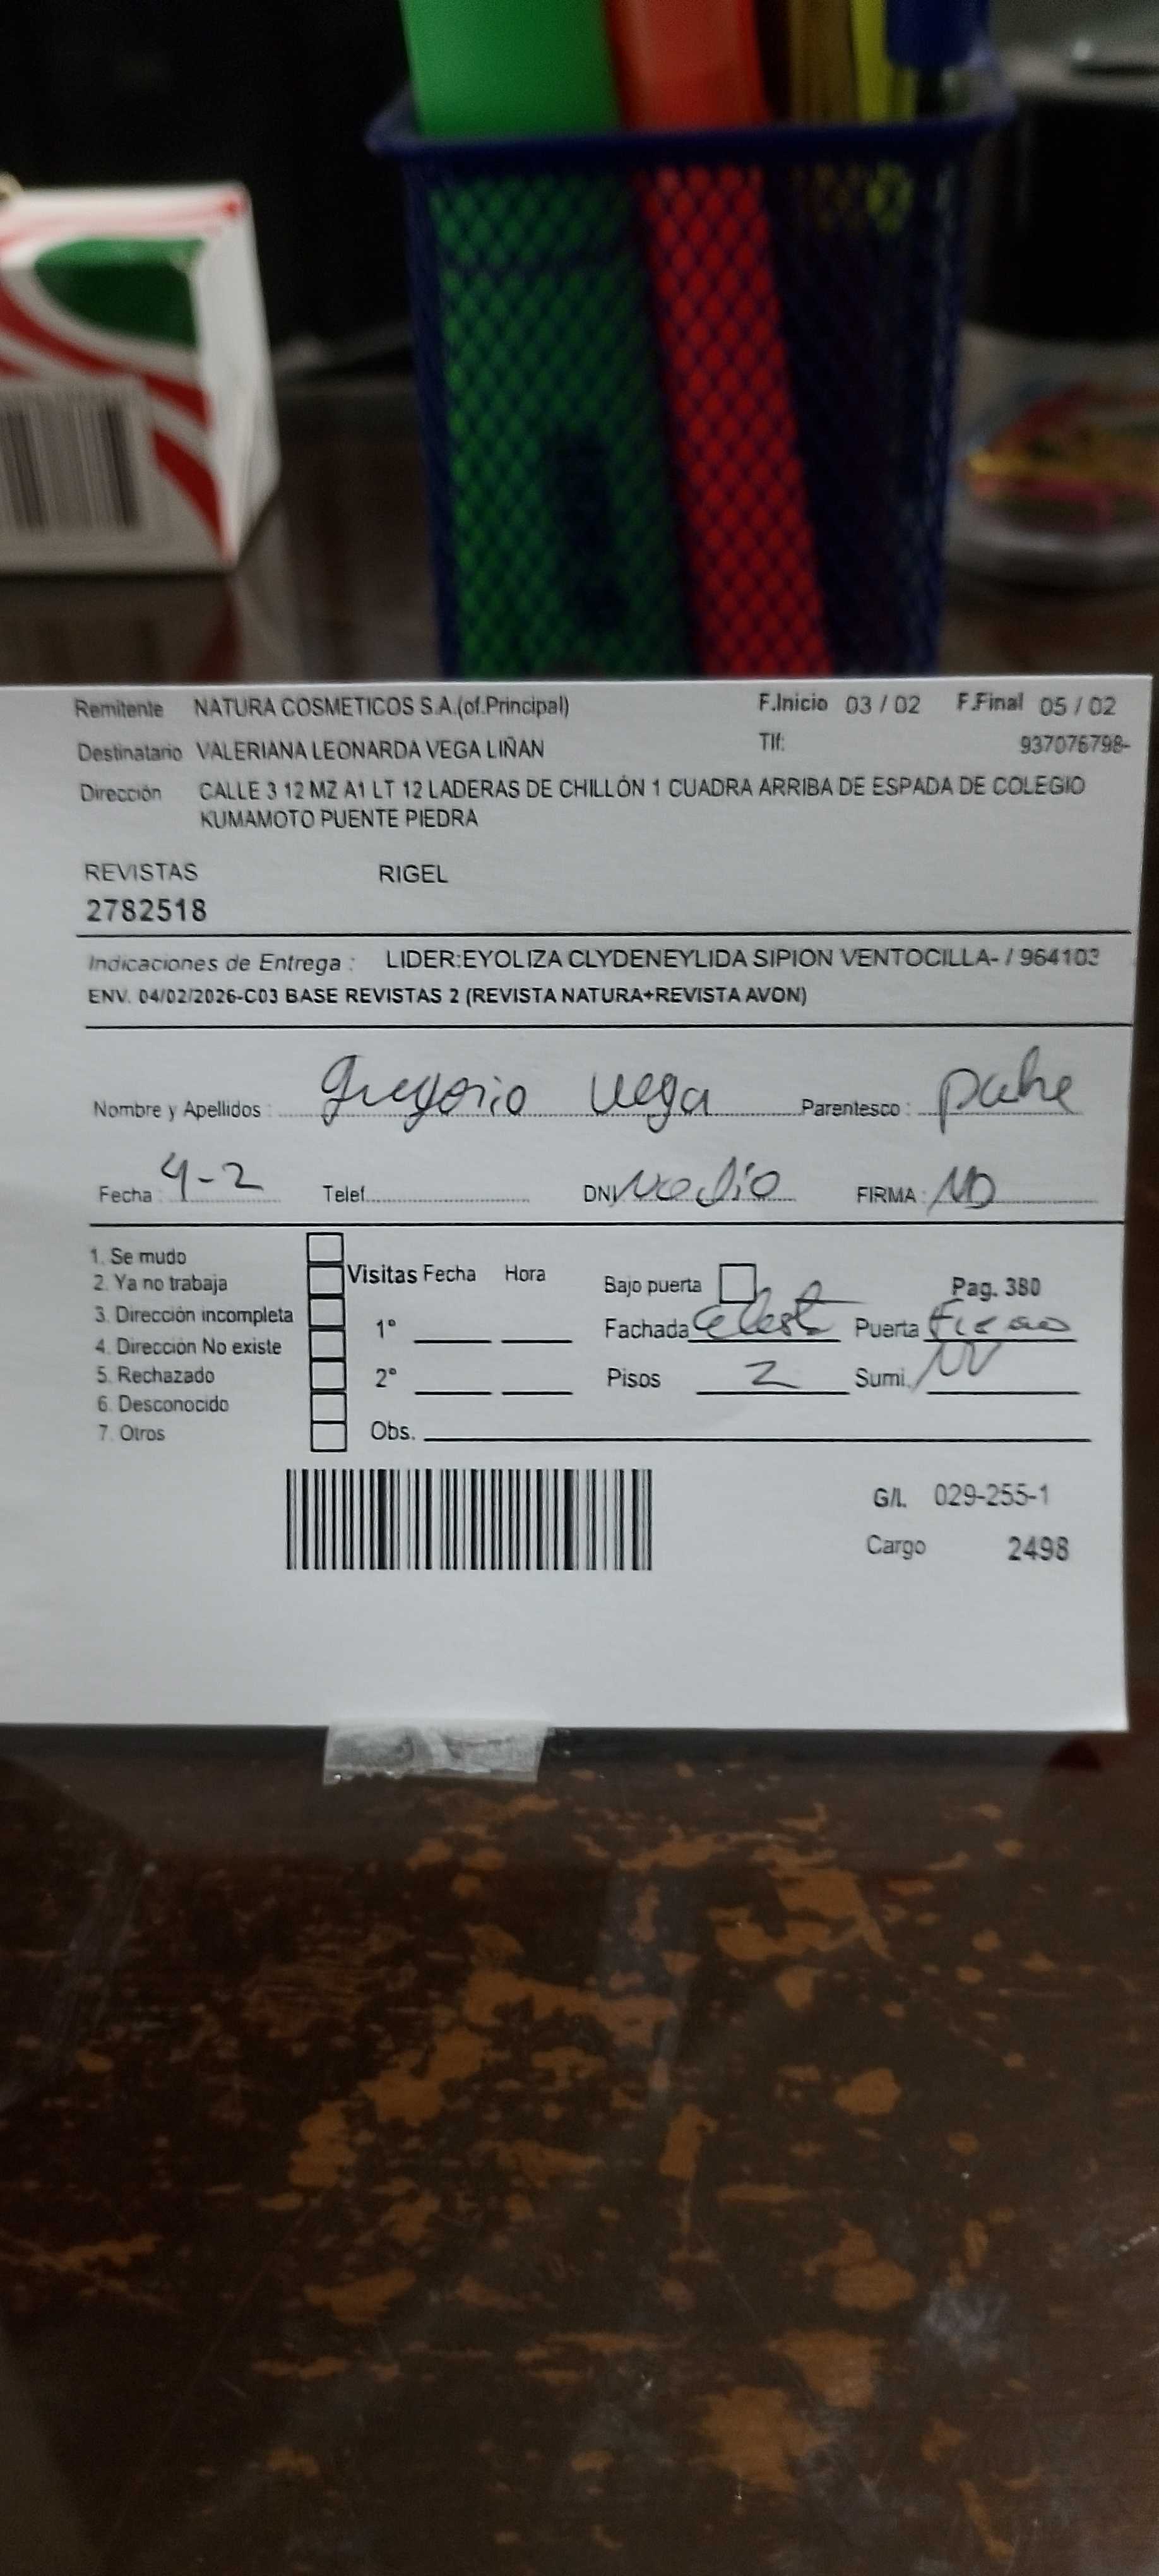 Remitente NATURA COSMETICOS S.A.(of.Principal) F.Inicio 03 / 02 F.Final 05 / 02
Destinatario VALERIANA LEONARDA VEGA LIÑAN Tlf: 937076798-
Dirección CALLE 3 12 MZ A1 LT 12 LADERAS DE CHILLÓN 1 CUADRA ARRIBA DE ESPADA DE COLEGIO
KUMAMOTO PUENTE PIEDRA
REVISTAS RIGEL
2782518
Indicaciones de Entrega : LIDER:EYOLIZA CLYDENEYLIDA SIPION VENTOCILLA- / 964103
ENV. 04/02/2026-C03 BASE REVISTAS 2 (REVISTA NATURA+REVISTA AVON)
Nombre y Apellidos : Gregorio Vega Parentesco : padre
Fecha : 4-2 Telef. DNI No dio FIRMA : ND
1. Se mudo
2. Ya no trabaja Visitas Fecha Hora Bajo puerta Pag. 380
3. Dirección incompleta 1° Fachada celeste Puerta
4. Dirección No existe
5. Rechazado 2° Pisos 2 Sumi.
6. Desconocido
7. Otros Obs.
G/L 029-255-1
Cargo 2498